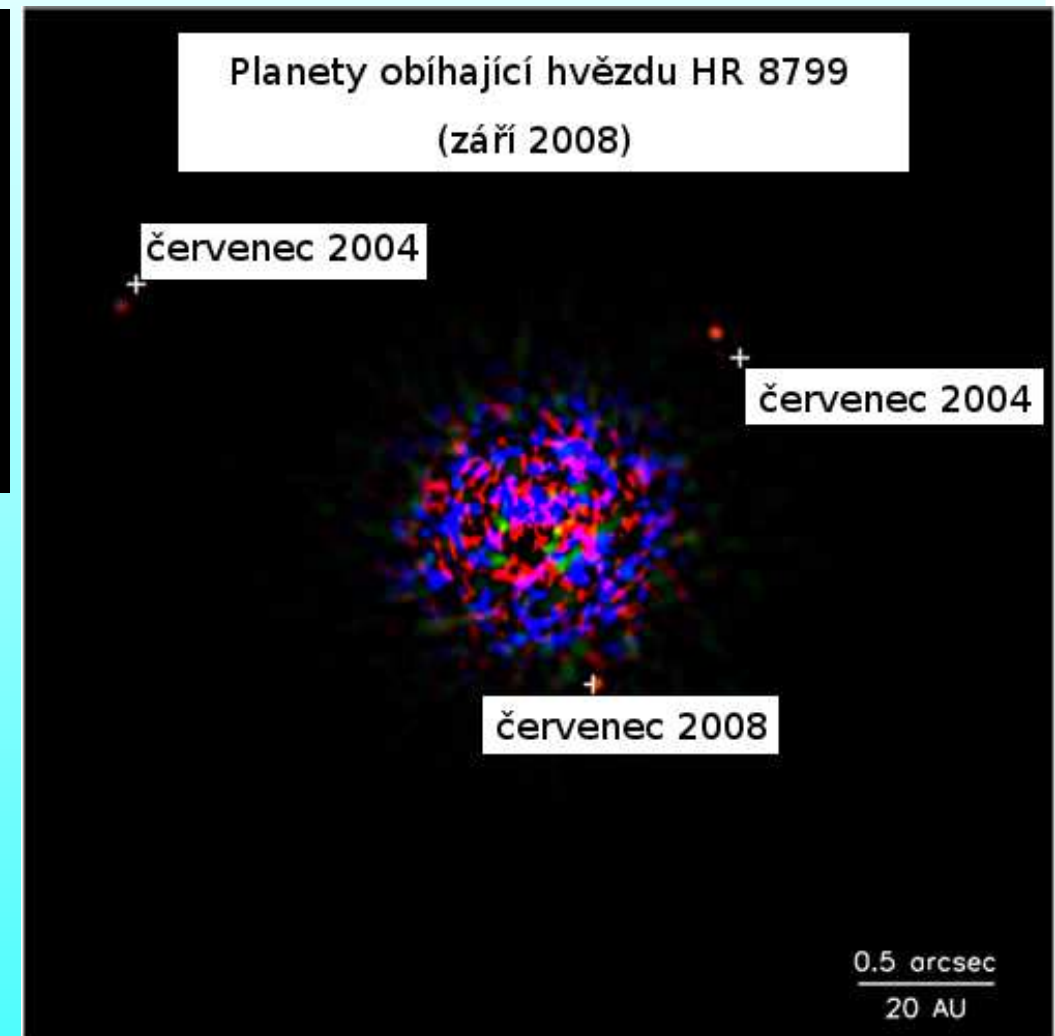 Planety obíhající hvězdu HR 8799
(září 2008)
červenec 2004
červenec 2004
červenec 2008
0.5 arcsec
20 AU